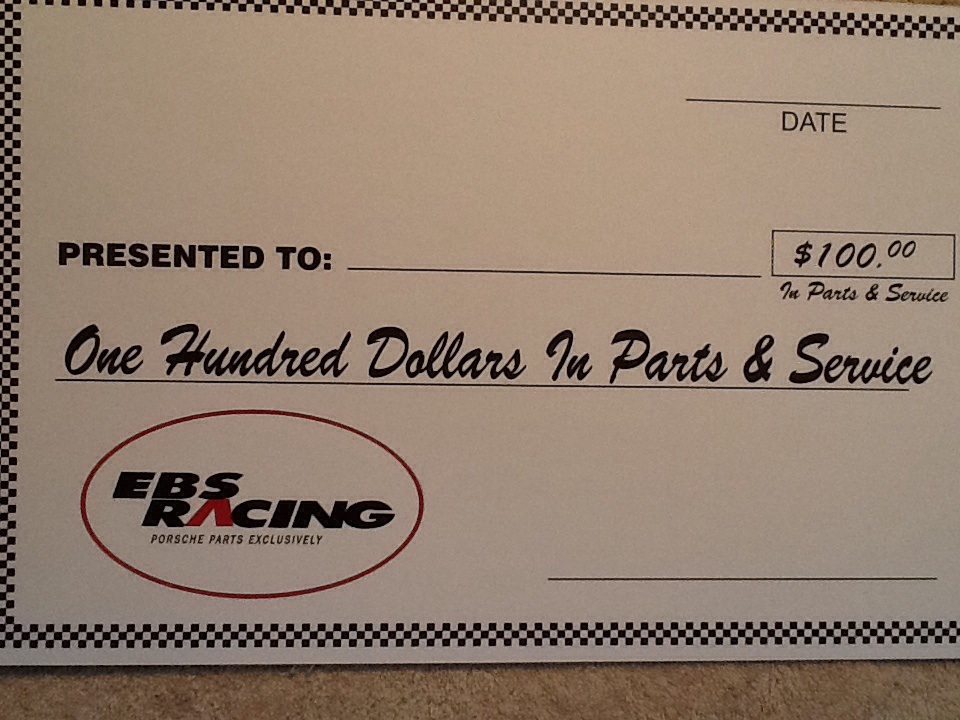 DATE
PRESENTED TO:
$100.00
In Parts & Service
One Hundred Dollars In Parts & Service
EBS
RACING
PORSCHE PARTS EXCLUSIVELY